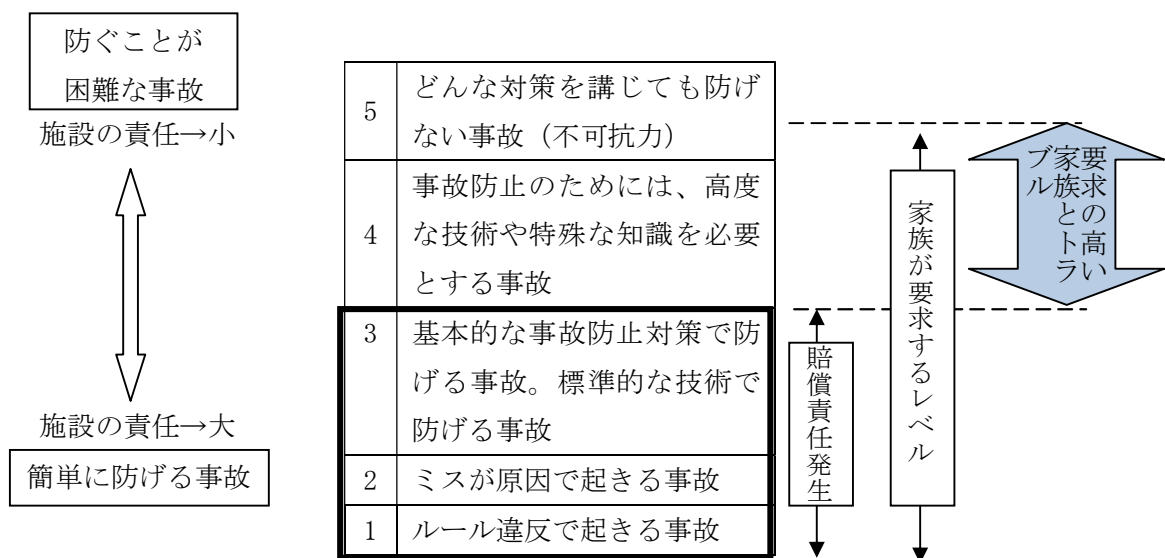 防ぐことが
困難な事故
施設の責任→小
施設の責任→大
簡単に防げる事故
5
どんな対策を講じても防げ
ない事故（不可抗力）
4
事故防止のためには、高度
な技術や特殊な知識を必要
とする事故
3
基本的な事故防止対策で防
げる事故。標準的な技術で
防げる事故
2
ミスが原因で起きる事故
1
ルール違反で起きる事故
賠償責任発生
家族が要求するレベル
要求の高い
家族とトラ
ブル